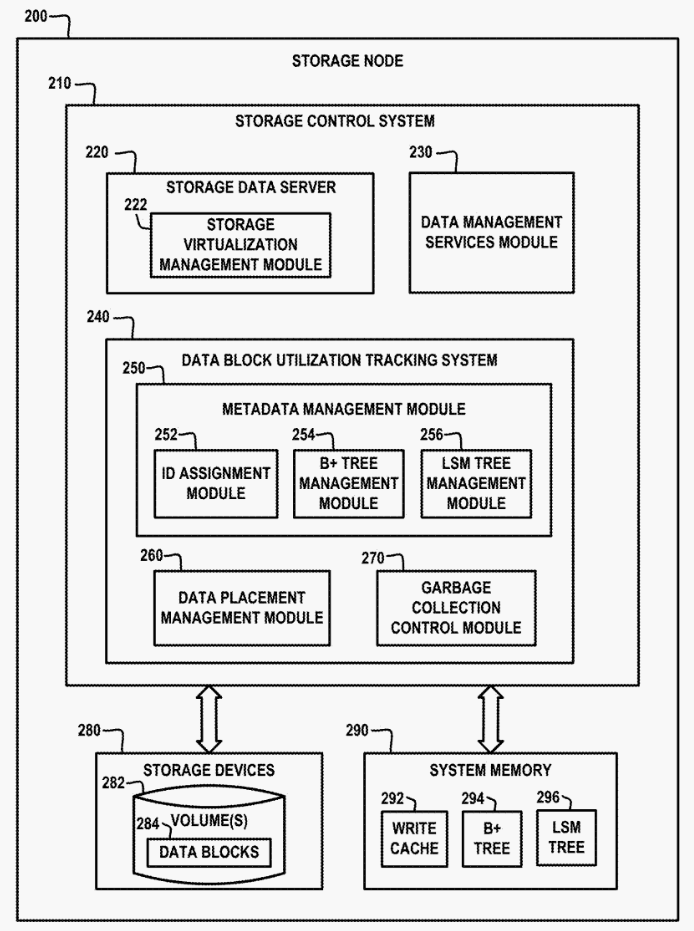 200
STORAGE NODE
210
STORAGE CONTROL SYSTEM
220
STORAGE DATA SERVER
222
STORAGE
VIRTUALIZATION
MANAGEMENT MODULE
230
DATA MANAGEMENT
SERVICES MODULE
240
DATA BLOCK UTILIZATION TRACKING SYSTEM
250
METADATA MANAGEMENT MODULE
252
ID ASSIGNMENT
MODULE
254
B+ TREE
MANAGEMENT
MODULE
256
LSM TREE
MANAGEMENT
MODULE
260
DATA PLACEMENT
MANAGEMENT MODULE
270
GARBAGE
COLLECTION
CONTROL MODULE
280
STORAGE DEVICES
282
VOLUME(S)
284
DATA BLOCKS
290
SYSTEM MEMORY
292
WRITE
CACHE
294
B+
TREE
296
LSM
TREE